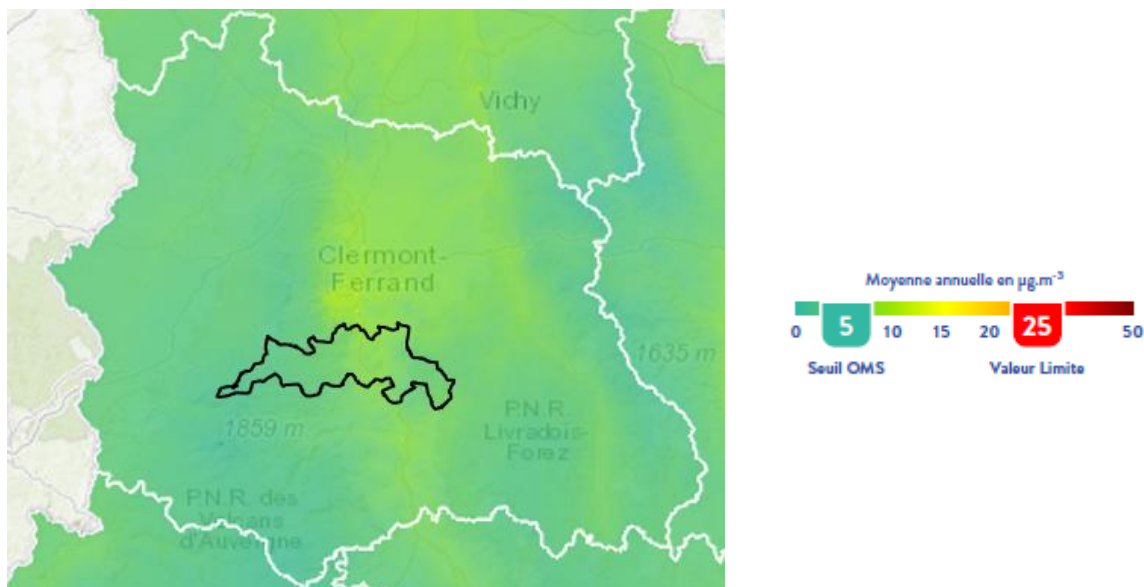 Vichy
Clermont-
Ferrand
1635 m
1859 m
P.N.R.
Livradois-
Forez
P.N.R. des
Volcans
d'Auvergne
Moyenne annuelle en µg.m⁻³
0 5 10 15 20 25 50
Seuil OMS Valeur Limite